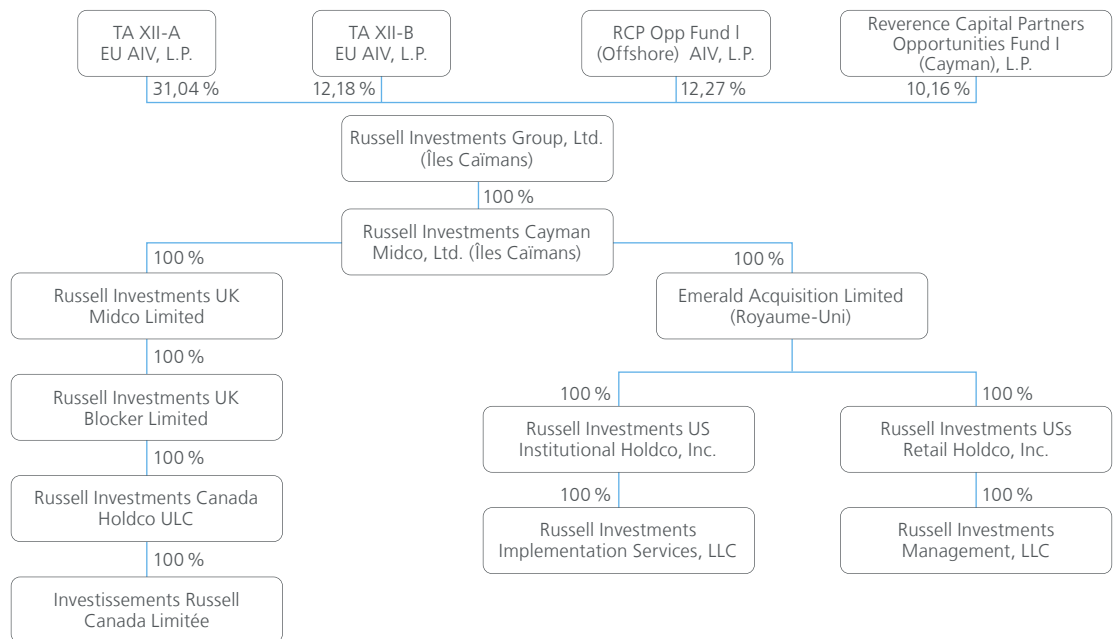 TA XII-A
EU AIV, L.P.
TA XII-B
EU AIV, L.P.
RCP Opp Fund I
(Offshore) AIV, L.P.
Reverence Capital Partners
Opportunities Fund I
(Cayman), L.P.
31,04 %
12,18 %
12,27 %
10,16 %
Russell Investments Group, Ltd.
(Îles Caïmans)
100 %
Russell Investments Cayman
Midco, Ltd. (Îles Caïmans)
100 %
100 %
Russell Investments UK
Midco Limited
Emerald Acquisition Limited
(Royaume-Uni)
100 %
Russell Investments UK
Blocker Limited
100 %
100 %
Russell Investments US
Institutional Holdco, Inc.
Russell Investments USs
Retail Holdco, Inc.
100 %
Russell Investments Canada
Holdco ULC
100 %
100 %
Russell Investments
Implementation Services, LLC
Russell Investments
Management, LLC
100 %
Investissements Russell
Canada Limitée